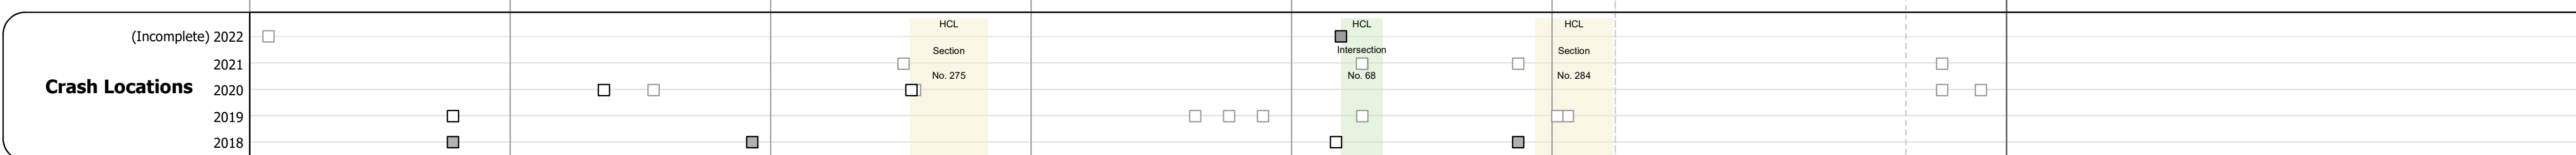 Crash Locations
(Incomplete) 2022
2021
2020
2019
2018
HCL
Section
No. 275
HCL
Intersection
No. 68
HCL
Section
No. 284